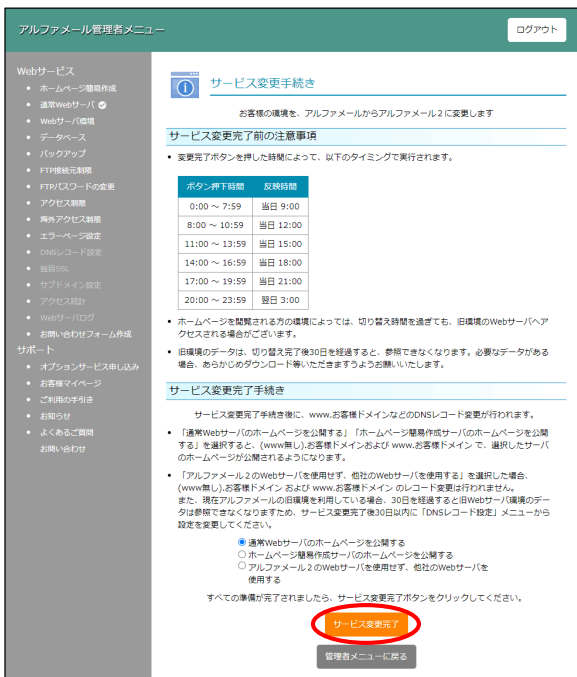 アルファメール管理者メニュー
ログアウト
Webサービス
ホームページ簡易作成
通常Webサーバ
Webサーバ環境
データベース
バックアップ
FTP接続元制限
FTPパスワードの変更
アクセス制限
海外アクセス制限
エラーページ設定
DNSレコード設定
独自SSL
サブドメイン設定
アクセス統計
Webサーバログ
お問い合わせフォーム作成
サポート
オプションサービス申し込み
お客様マイページ
ご利用の手引き
お知らせ
よくあるご質問
お問い合わせ
サービス変更手続き
お客様の環境を、アルファメールからアルファメール2に変更します
サービス変更完了前の注意事項
• 変更完了ボタンを押した時間によって、以下のタイミングで実行されます。
ボタン押下時間 反映時間
0:00 ～ 7:59 当日 9:00
8:00 ～ 10:59 当日 12:00
11:00 ～ 13:59 当日 15:00
14:00 ～ 16:59 当日 18:00
17:00 ～ 19:59 当日 21:00
20:00 ～ 23:59 翌日 3:00
• ホームページを閲覧される方の環境によっては、切り替え時間を過ぎても、旧環境のWebサーバへア
クセスされる場合がございます。
• 旧環境のデータは、切り替え完了後30日を経過すると、参照できなくなります。必要なデータがある
場合、あらかじめダウンロード等いただきますようお願いいたします。
サービス変更完了手続き
サービス変更完了手続き後に、www.お客様ドメインなどのDNSレコード変更が行われます。
• 「通常Webサーバのホームページを公開する」「ホームページ簡易作成サーバのホームページを公開
する」を選択すると、(www無し).お客様ドメインおよび www.お客様ドメイン で、選択したサーバ
のホームページが公開されるようになります。
• 「アルファメール2のWebサーバを使用せず、他社のWebサーバを使用する」を選択した場合、
(www無し).お客様ドメイン および www.お客様ドメイン のレコード変更は行われません。
また、現在アルファメールの旧環境を利用している場合、30日を経過すると旧Webサーバ環境のデー
タは参照できなくなりますため、サービス変更完了後30日以内に「DNSレコード設定」メニューから
設定を変更してください。
通常Webサーバのホームページを公開する
ホームページ簡易作成サーバのホームページを公開する
アルファメール2のWebサーバを使用せず、他社のWebサーバを
使用する
すべての準備が完了されましたら、サービス変更完了ボタンをクリックしてください。
サービス変更完了
管理者メニューに戻る